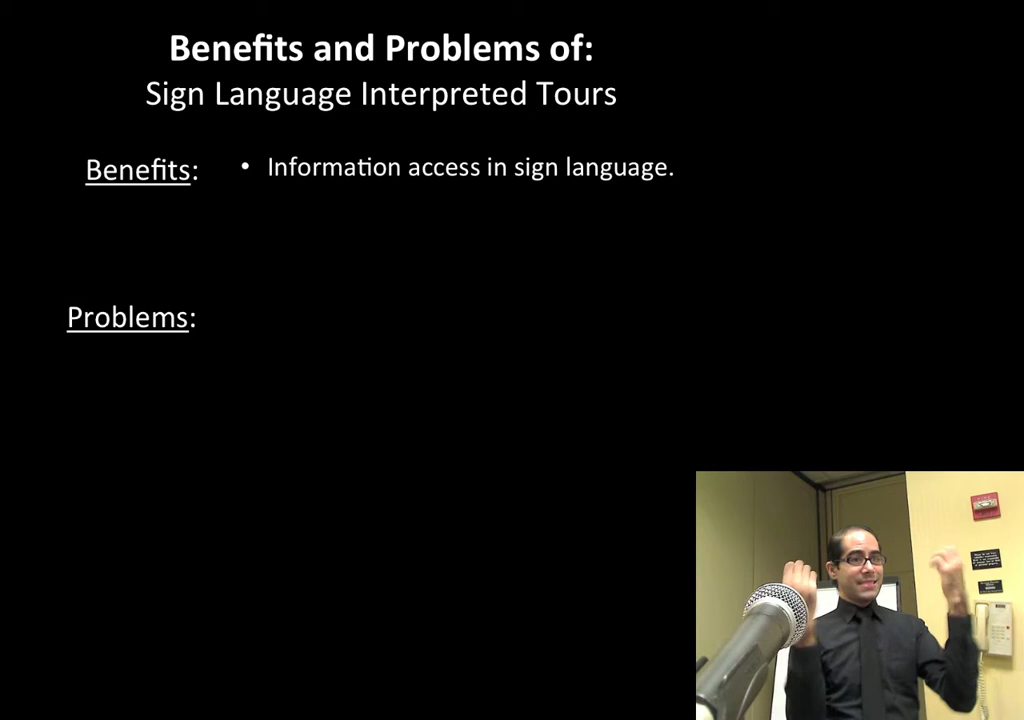 Benefits and Problems of:
Sign Language Interpreted Tours
Benefits:
• Information access in sign language.
Problems: